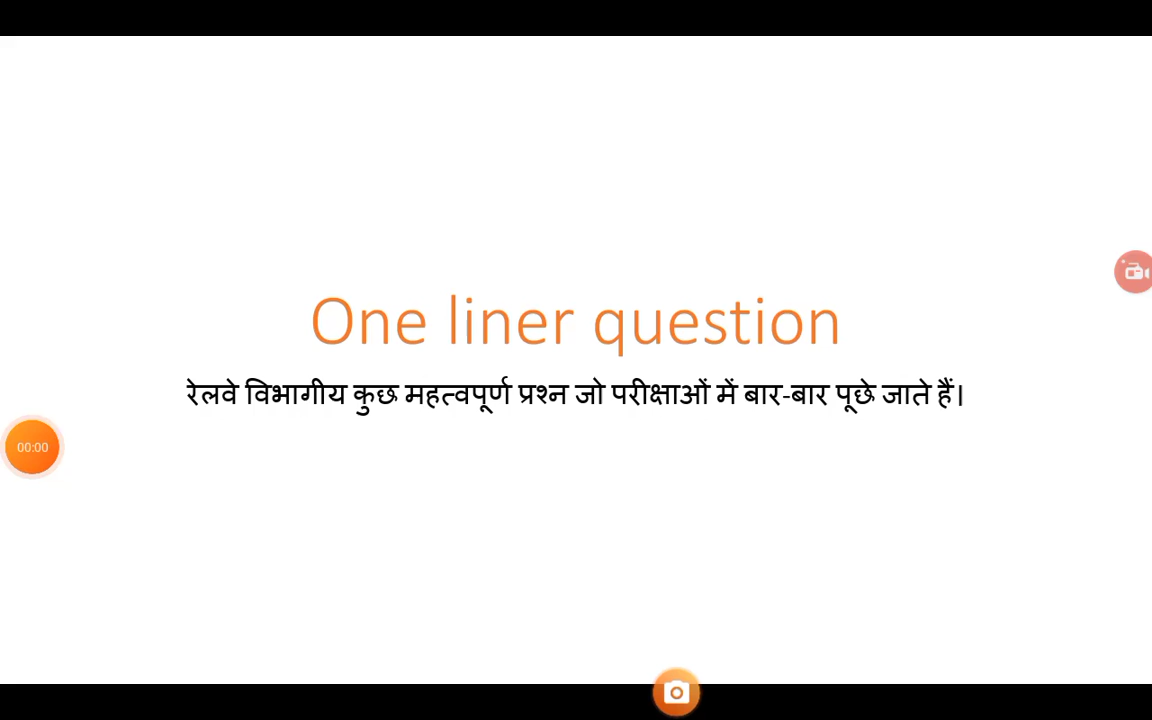 One liner question
रेलवे विभागीय कुछ महत्वपूर्ण प्रश्न जो परीक्षाओं में बार-बार पूछे जाते हैं।
00:00